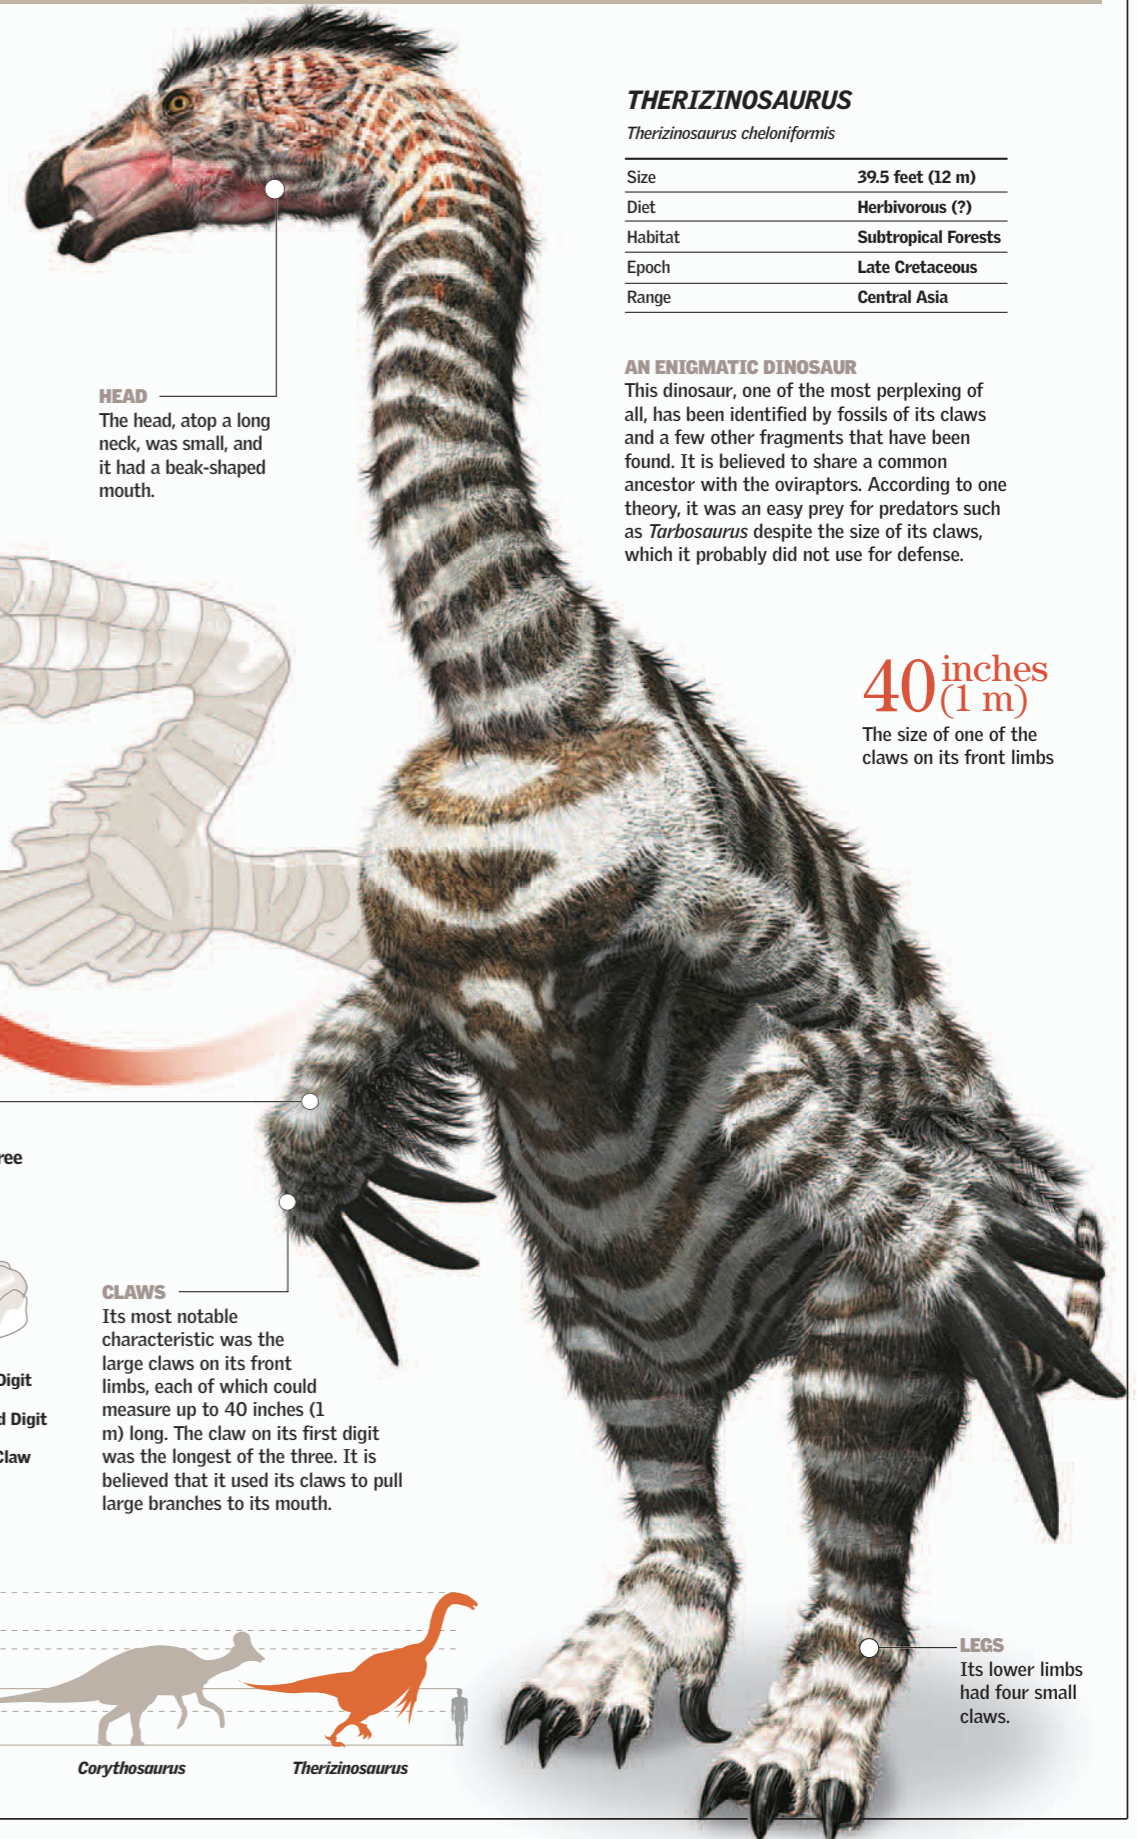 THERIZINOSAURUS
Therizinosaurus cheloniformis
Size 39.5 feet (12 m)
Diet Herbivorous (?)
Habitat Subtropical Forests
Epoch Late Cretaceous
Range Central Asia
AN ENIGMATIC DINOSAUR
This dinosaur, one of the most perplexing of
all, has been identified by fossils of its claws
and a few other fragments that have been
found. It is believed to share a common
ancestor with the oviraptors. According to one
theory, it was an easy prey for predators such
as Tarbosaurus despite the size of its claws,
which it probably did not use for defense.
HEAD
The head, atop a long
neck, was small, and
it had a beak-shaped
mouth.
40 inches
(1 m)
The size of one of the
claws on its front limbs
ree
CLAWS
Its most notable
characteristic was the
large claws on its front
limbs, each of which could
measure up to 40 inches (1
m) long. The claw on its first digit
was the longest of the three. It is
believed that it used its claws to pull
large branches to its mouth.
Digit
d Digit
Claw
LEGS
Its lower limbs
had four small
claws.
Corythosaurus
Therizinosaurus